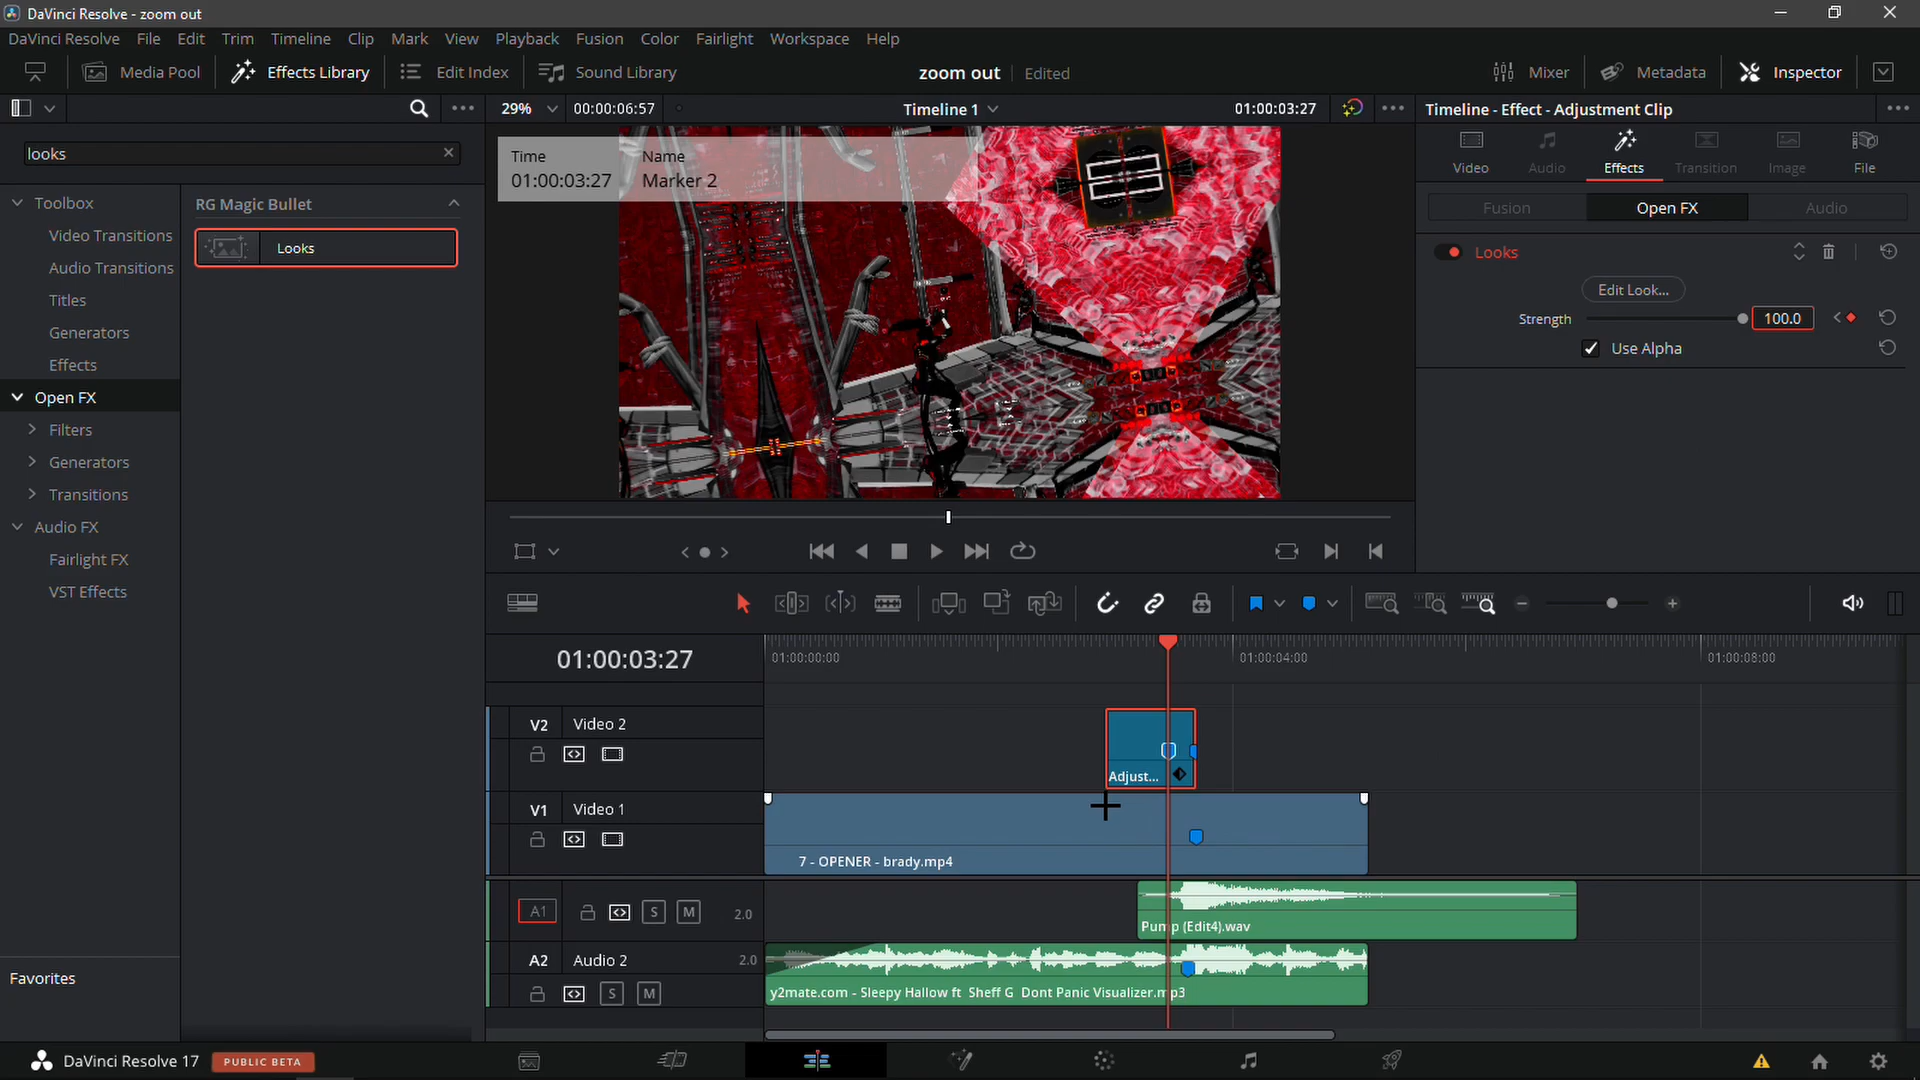 DaVinci Resolve - zoom out
DaVinci Resolve File Edit Trim Timeline Clip Mark View Playback Fusion Color Fairlight Workspace Help
Media Pool Effects Library Edit Index Sound Library zoom out Edited Mixer Metadata Inspector
29% 00:00:06:57 Timeline 1 01:00:03:27 Timeline - Effect - Adjustment Clip
looks
Time Name
01:00:03:27 Marker 2
Video Audio Effects Transition Image File
Fusion Open FX Audio
Toolbox
Video Transitions
Audio Transitions
Titles
Generators
Effects
Open FX
Filters
Generators
Transitions
Audio FX
Fairlight FX
VST Effects
Favorites
RG Magic Bullet
Looks
Looks
Edit Look...
Strength 100.0
Use Alpha
01:00:03:27
01:00:00:00 01:00:04:00 01:00:08:00
V2 Video 2
Adjust...
V1 Video 1
7 - OPENER - brady.mp4
A1 S M 2.0
Pump (Edit4).wav
A2 Audio 2 2.0
S M
y2mate.com - Sleepy Hallow ft Sheff G Dont Panic Visualizer.mp3
DaVinci Resolve 17 PUBLIC BETA